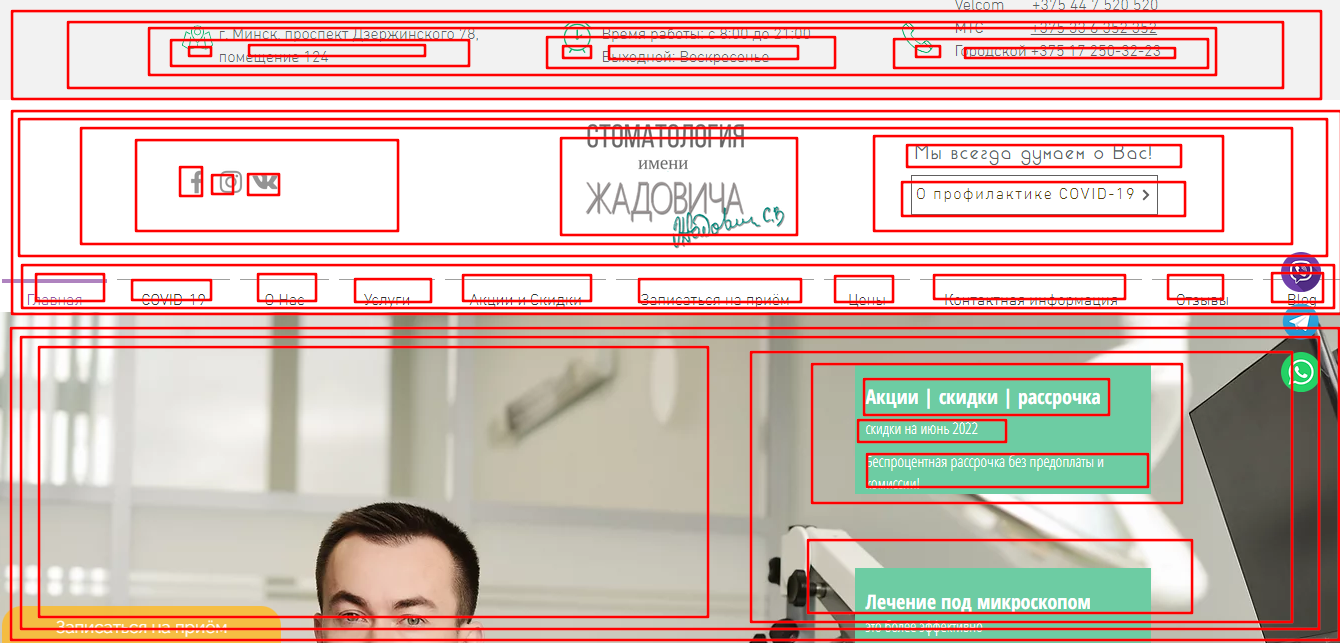 Velcom +375 44 7 520 520
г. Минск, проспект Дзержинского 78,
помещение 124
Время работы: с 8:00 до 21:00
Выходной: Воскресенье
МТС +375 33 6 352 352
Городской +375 17 250-32-23
СТОМАТОЛОГИЯ
имени
ЖАДОВИЧА
Жадович С.В
Мы всегда думаем о Вас!
О профилактике COVID-19
Главная COVID-19 О Нас Услуги Акции и Скидки Записаться на приём Цены Контактная информация Отзывы Blog
Акции | скидки | рассрочка
скидки на июнь 2022
Беспроцентная рассрочка без предоплаты и
комиссии!
Лечение под микроскопом
это более эффективно
Записаться на приём